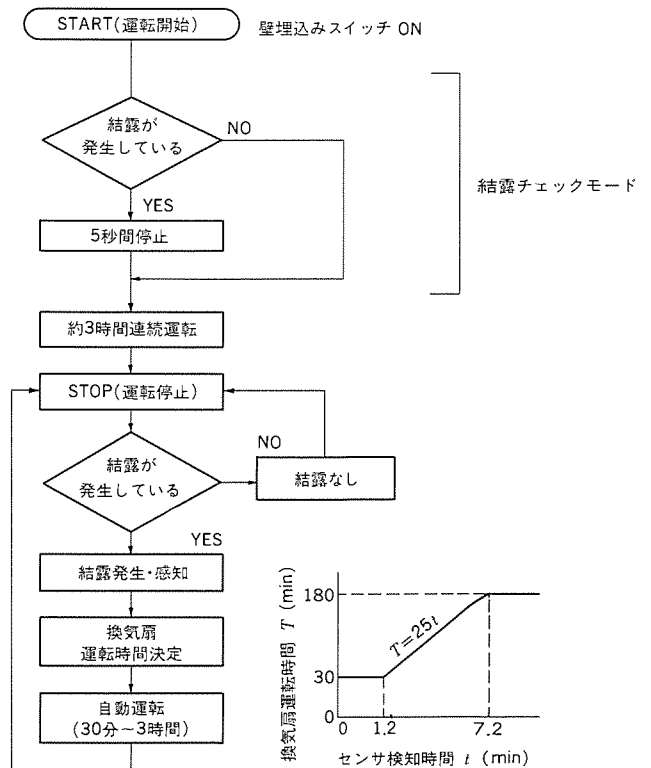 START(運転開始)
壁埋込みスイッチ ON
結露が
発生している
NO
YES
結露チェックモード
5秒間停止
約3時間連続運転
STOP(運転停止)
結露が
発生している
NO
結露なし
YES
結露発生・感知
換気扇
運転時間決定
自動運転
(30分～3時間)
換気扇運転時間 T (min)
180
30
0
T=25t
0
1.2
7.2
センサ検知時間 t (min)